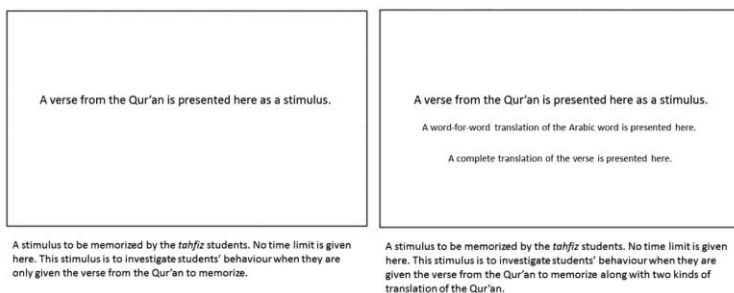 A verse from the Qur'an is presented here as a stimulus.
A stimulus to be memorized by the tahfiz students. No time limit is given
here. This stimulus is to investigate students' behaviour when they are
only given the verse from the Qur'an to memorize.
A verse from the Qur'an is presented here as a stimulus.
A word-for-word translation of the Arabic word is presented here.
A complete translation of the verse is presented here.
A stimulus to be memorized by the tahfiz students. No time limit is given
here. This stimulus is to investigate students' behaviour when they are
given the verse from the Qur'an to memorize along with two kinds of
translation of the Qur'an.